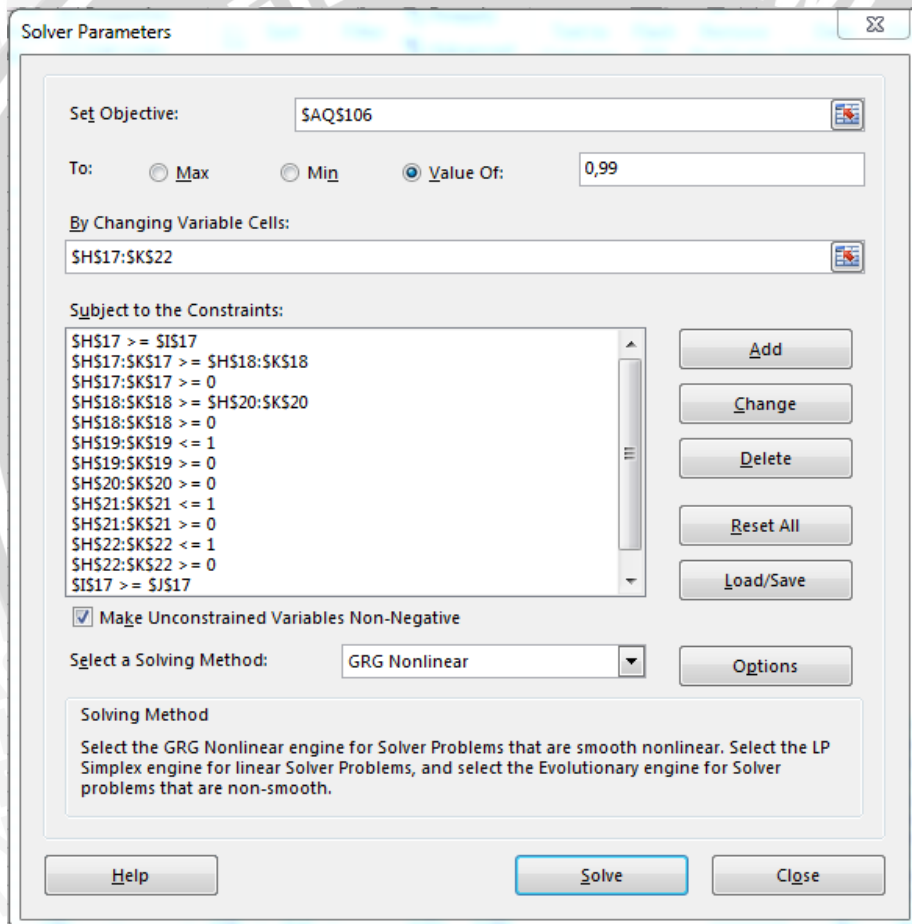 Solver Parameters
Set Objective: $AQ$106
To: Max Min Value Of: 0,99
By Changing Variable Cells:
$H$17:$K$22
Subject to the Constraints:
$H$17 >= $I$17
$H$17:$K$17 >= $H$18:$K$18
$H$17:$K$17 >= 0
$H$18:$K$18 >= $H$20:$K$20
$H$18:$K$18 >= 0
$H$19:$K$19 <= 1
$H$19:$K$19 >= 0
$H$20:$K$20 >= 0
$H$21:$K$21 <= 1
$H$21:$K$21 >= 0
$H$22:$K$22 <= 1
$H$22:$K$22 >= 0
$I$17 >= $J$17
Add
Change
Delete
Reset All
Load/Save
Make Unconstrained Variables Non-Negative
Select a Solving Method: GRG Nonlinear Options
Solving Method
Select the GRG Nonlinear engine for Solver Problems that are smooth nonlinear. Select the LP
Simplex engine for linear Solver Problems, and select the Evolutionary engine for Solver
problems that are non-smooth.
Help Solve Close